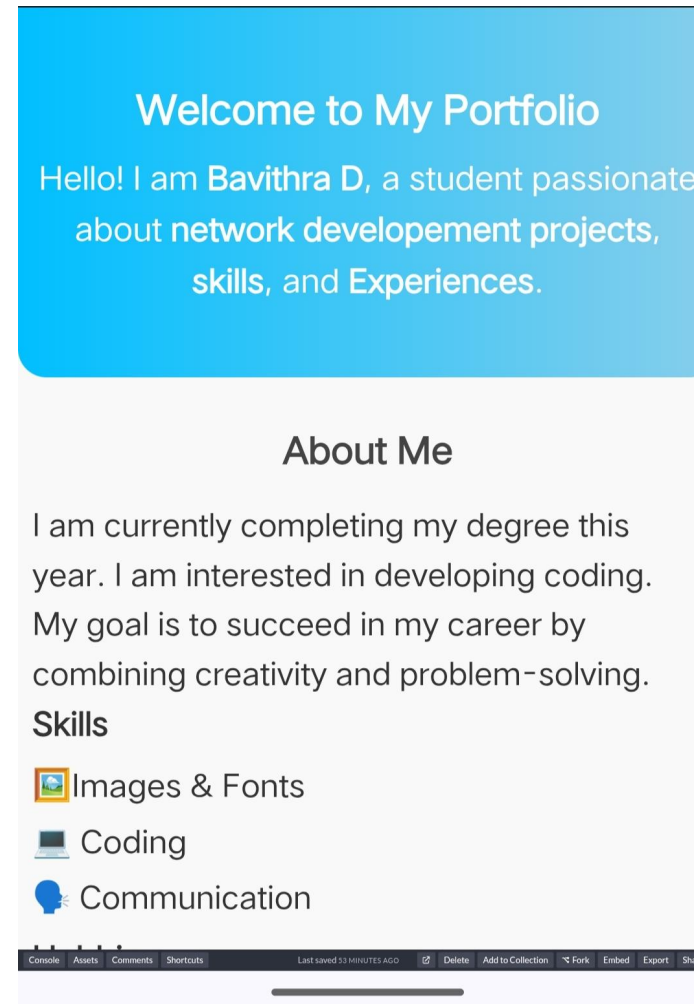 Welcome to My Portfolio
Hello! I am Bavithra D, a student passionate
about network developement projects,
skills, and Experiences.
About Me
I am currently completing my degree this
year. I am interested in developing coding.
My goal is to succeed in my career by
combining creativity and problem-solving.
Skills
Images & Fonts
Coding
Communication
Console Assets Comments Shortcuts Last saved 53 MINUTES AGO Delete Add to Collection Fork Embed Export